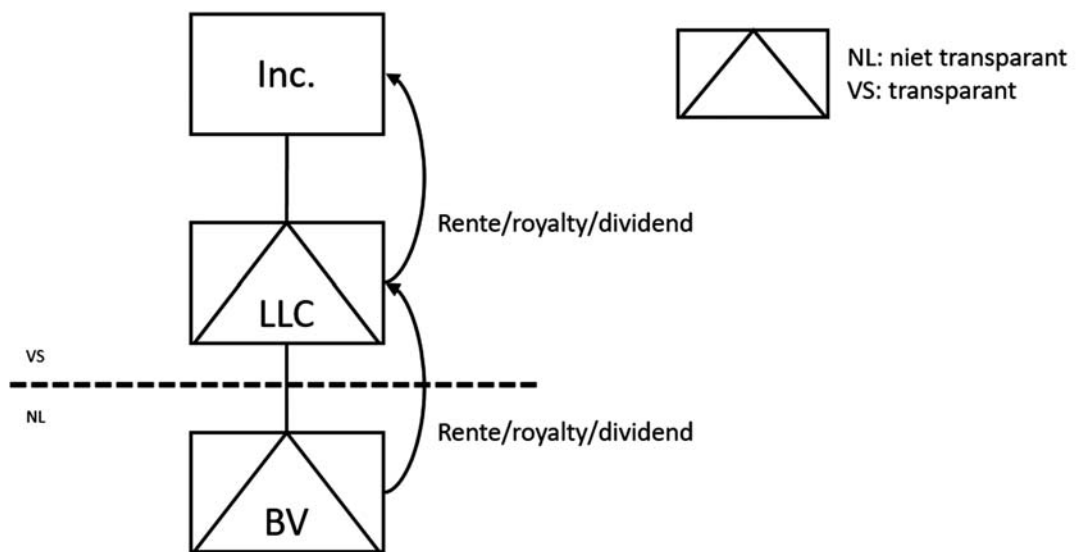 Inc.
NL: niet transparant
VS: transparant
Rente/royalty/dividend
LLC
VS
NL
Rente/royalty/dividend
BV